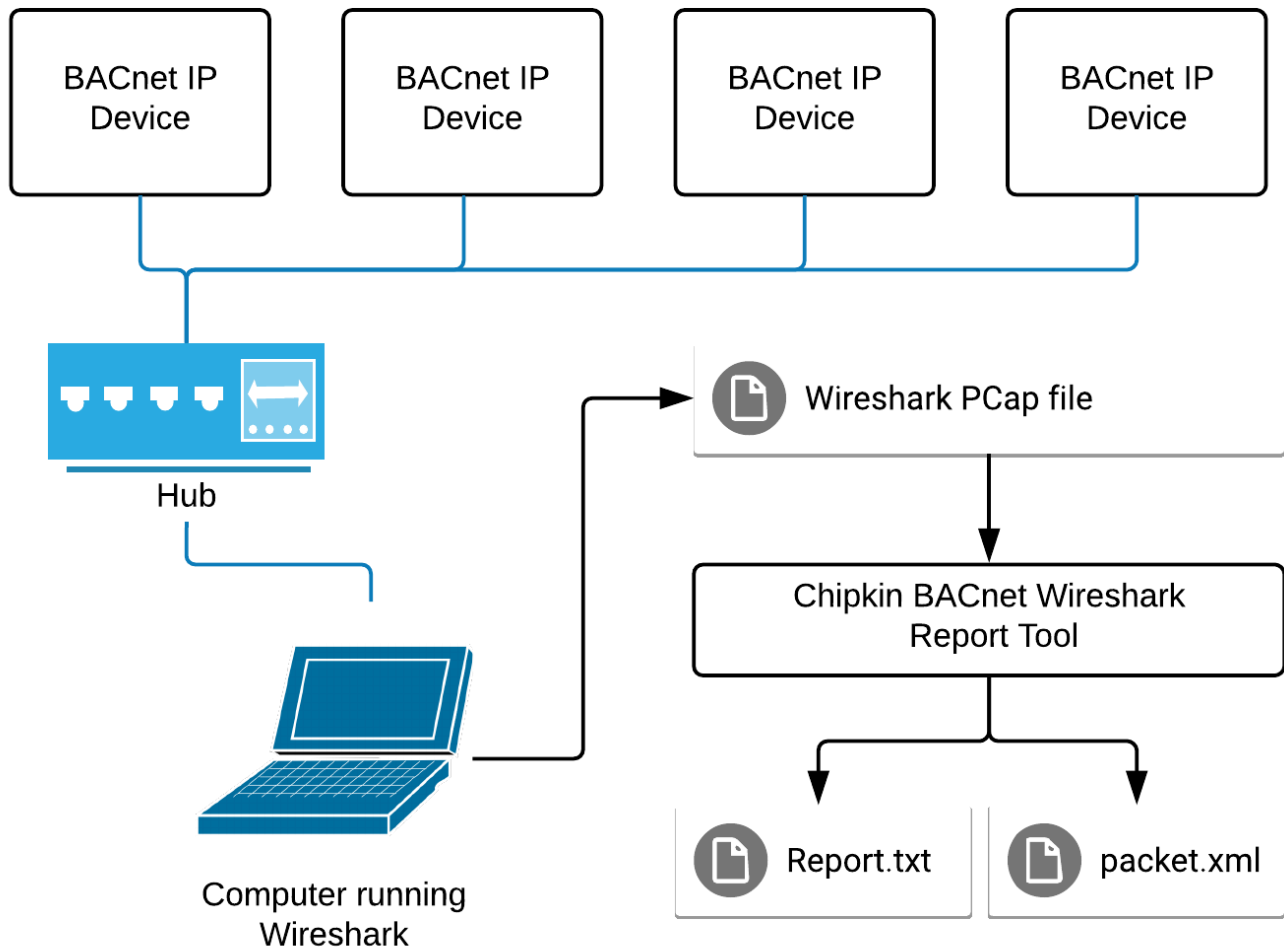 BACnet IP
Device
BACnet IP
Device
BACnet IP
Device
BACnet IP
Device
Hub
Wireshark PCap file
Chipkin BACnet Wireshark
Report Tool
Report.txt
packet.xml
Computer running
Wireshark